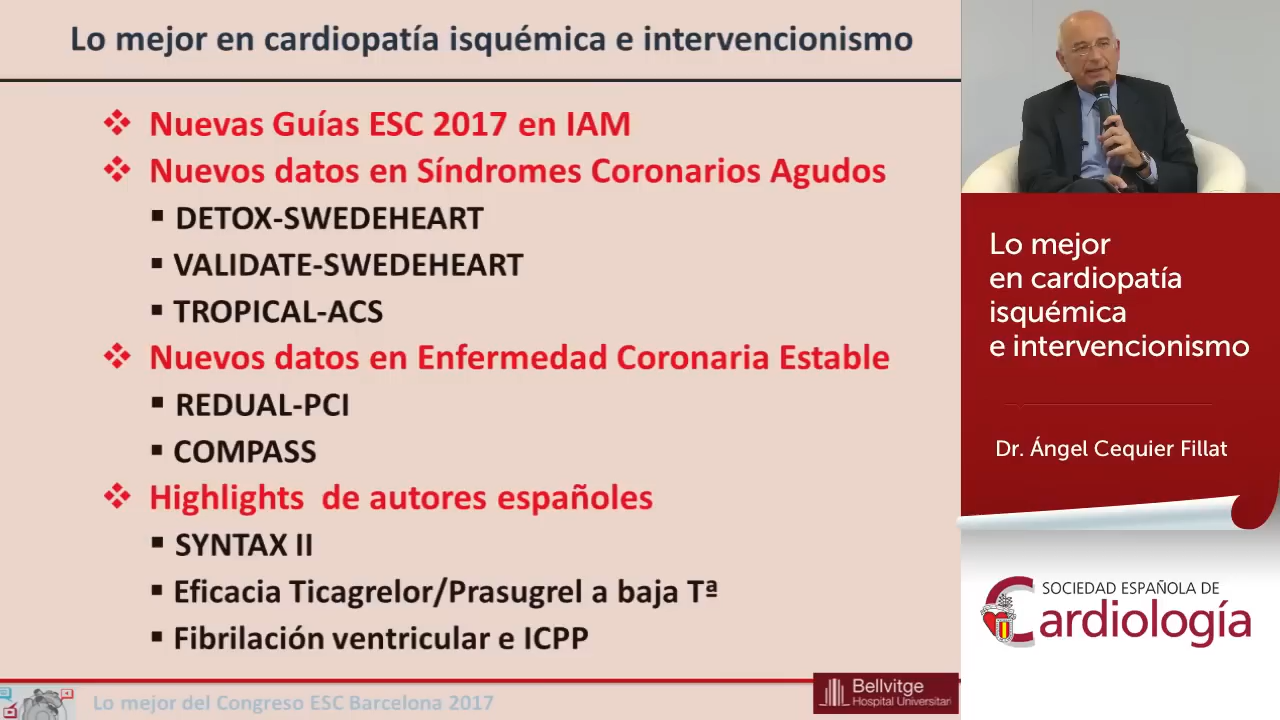 Lo mejor en cardiopatía isquémica e intervencionismo
Nuevas Guías ESC 2017 en IAM
Nuevos datos en Síndromes Coronarios Agudos
DETOX-SWEDEHEART
VALIDATE-SWEDEHEART
TROPICAL-ACS
Nuevos datos en Enfermedad Coronaria Estable
REDUAL-PCI
COMPASS
Highlights de autores españoles
SYNTAX II
Eficacia Ticagrelor/Prasugrel a baja Tª
Fibrilación ventricular e ICPP
Lo mejor del Congreso ESC Barcelona 2017
Bellvitge
Hospital Universitari
Lo mejor
en cardiopatía
isquémica
e intervencionismo
Dr. Ángel Cequier Fillat
SOCIEDAD ESPAÑOLA DE
Cardiología